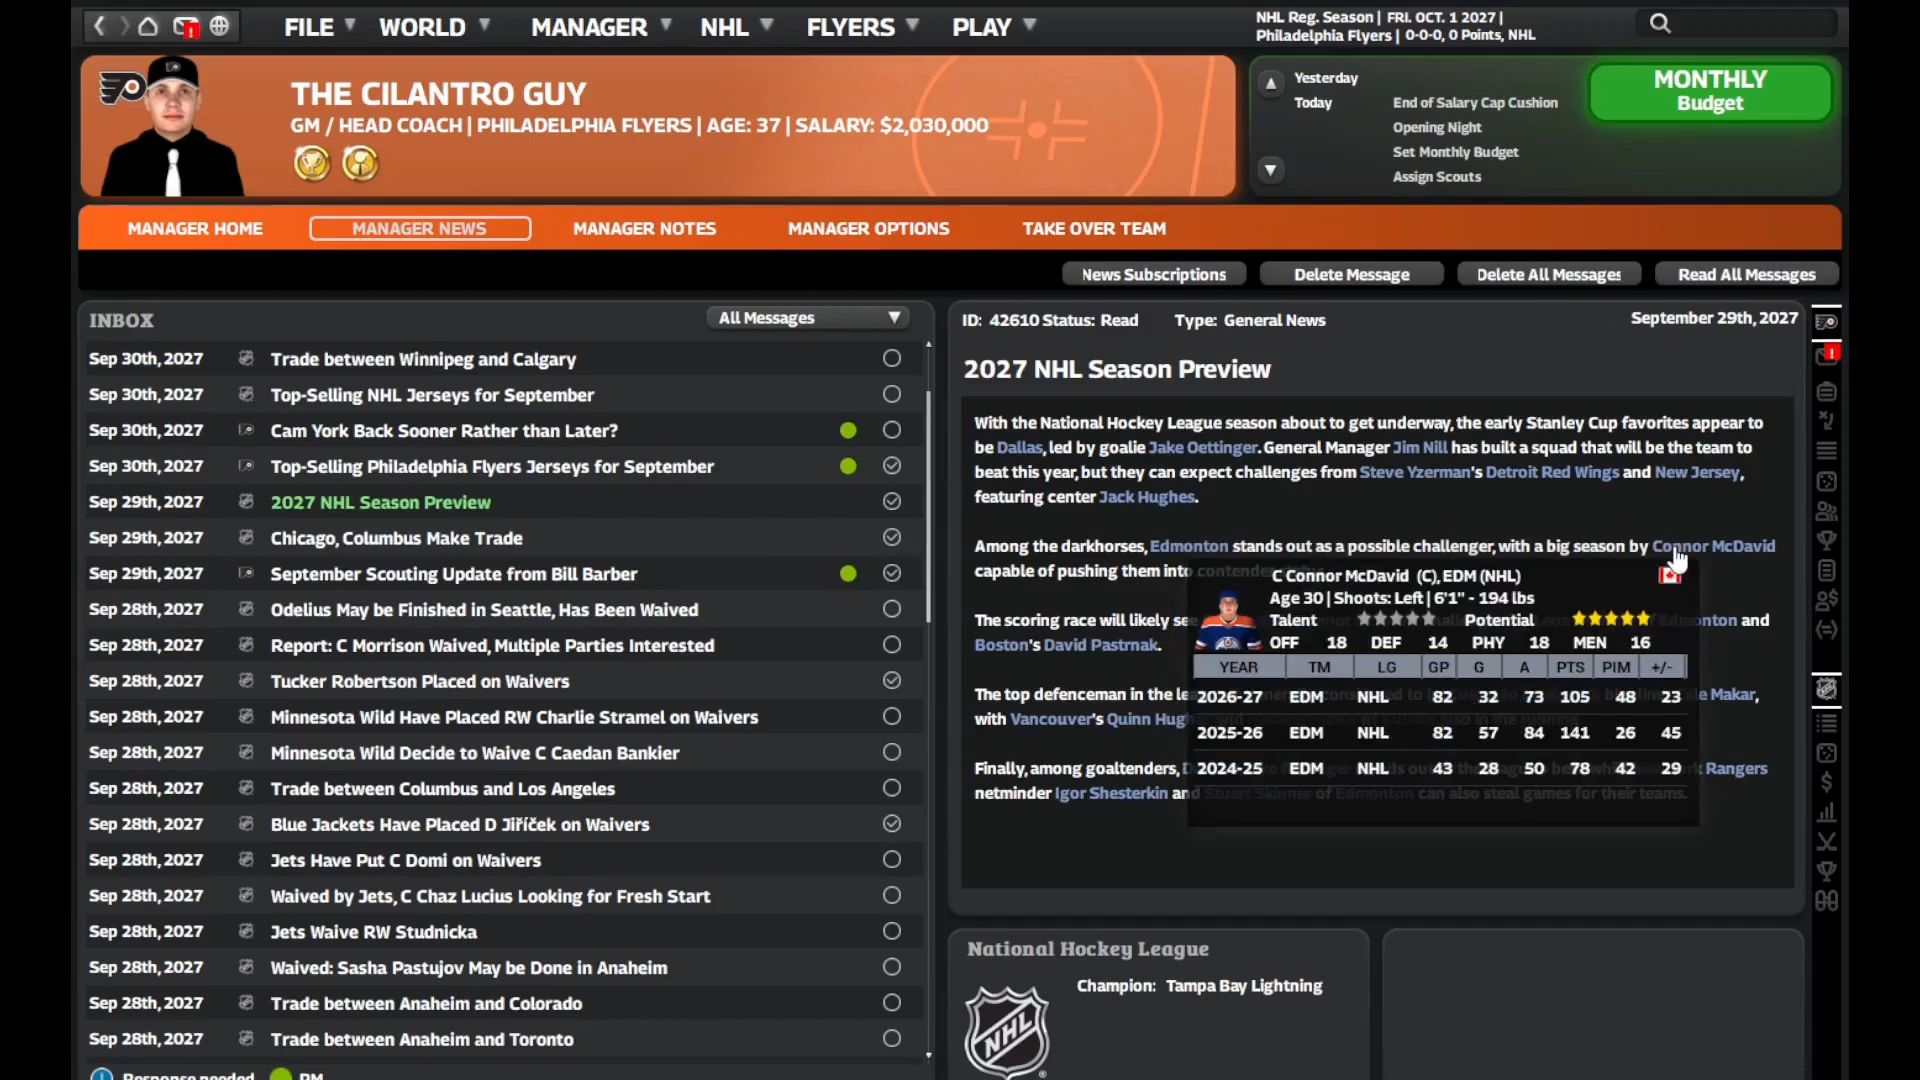 FILE WORLD MANAGER NHL FLYERS PLAY
NHL Reg. Season | FRI. OCT. 1 2027 |
Philadelphia Flyers | 0-0-0, 0 Points, NHL
THE CILANTRO GUY
GM / HEAD COACH | PHILADELPHIA FLYERS | AGE: 37 | SALARY: $2,030,000
Yesterday
Today
End of Salary Cap Cushion
Opening Night
Set Monthly Budget
Assign Scouts
MONTHLY
Budget
MANAGER HOME MANAGER NEWS MANAGER NOTES MANAGER OPTIONS TAKE OVER TEAM
News Subscriptions Delete Message Delete All Messages Read All Messages
INBOX All Messages
Sep 30th, 2027 Trade between Winnipeg and Calgary
Sep 30th, 2027 Top-Selling NHL Jerseys for September
Sep 30th, 2027 Cam York Back Sooner Rather than Later?
Sep 30th, 2027 Top-Selling Philadelphia Flyers Jerseys for September
Sep 29th, 2027 2027 NHL Season Preview
Sep 29th, 2027 Chicago, Columbus Make Trade
Sep 29th, 2027 September Scouting Update from Bill Barber
Sep 28th, 2027 Odelius May be Finished in Seattle, Has Been Waived
Sep 28th, 2027 Report: C Morrison Waived, Multiple Parties Interested
Sep 28th, 2027 Tucker Robertson Placed on Waivers
Sep 28th, 2027 Minnesota Wild Have Placed RW Charlie Stramel on Waivers
Sep 28th, 2027 Minnesota Wild Decide to Waive C Caedan Bankier
Sep 28th, 2027 Trade between Columbus and Los Angeles
Sep 28th, 2027 Blue Jackets Have Placed D Jiříček on Waivers
Sep 28th, 2027 Jets Have Put C Domi on Waivers
Sep 28th, 2027 Waived by Jets, C Chaz Lucius Looking for Fresh Start
Sep 28th, 2027 Jets Waive RW Studnicka
Sep 28th, 2027 Waived: Sasha Pastujov May be Done in Anaheim
Sep 28th, 2027 Trade between Anaheim and Colorado
Sep 28th, 2027 Trade between Anaheim and Toronto
Response needed PM
ID: 42610 Status: Read Type: General News September 29th, 2027
2027 NHL Season Preview
With the National Hockey League season about to get underway, the early Stanley Cup favorites appear to
be Dallas, led by goalie Jake Oettinger. General Manager Jim Nill has built a squad that will be the team to
beat this year, but they can expect challenges from Steve Yzerman's Detroit Red Wings and New Jersey,
featuring center Jack Hughes.
Among the darkhorses, Edmonton stands out as a possible challenger, with a big season by Connor McDavid
capable of pushing them into contender
The scoring race will likely see Edmonton and
Boston's David Pastrnak.
The top defenceman in the Makar,
with Vancouver's Quinn
Finally, among goaltenders, Rangers
netminder Igor Shesterkin and Stuart Skinner of Edmonton can also steal games for their teams.
C Connor McDavid (C), EDM (NHL)
Age 30 | Shoots: Left | 6'1" - 194 lbs
Talent Potential
OFF 18 DEF 14 PHY 18 MEN 16
YEAR TM LG GP G A PTS PIM +/-
2026-27 EDM NHL 82 32 73 105 48 23
2025-26 EDM NHL 82 57 84 141 26 45
2024-25 EDM NHL 43 28 50 78 42 29
National Hockey League
Champion: Tampa Bay Lightning
NHL